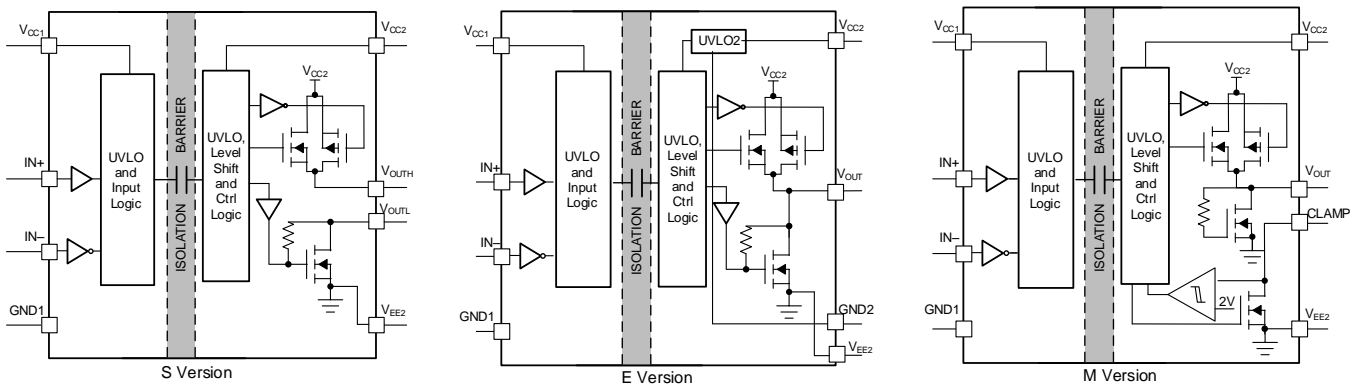 VCC1
VCC2
UVLO and Input Logic
ISOLATION BARRIER
UVLO, Level Shift and Ctrl Logic
VCC2
IN+
IN–
GND1
VOUTH
VOUTL
VEE2
S Version
VCC1
VCC2
UVLO2
UVLO and Input Logic
ISOLATION BARRIER
UVLO, Level Shift and Ctrl Logic
VCC2
IN+
IN–
GND1
VOUT
GND2
VEE2
E Version
VCC1
VCC2
UVLO and Input Logic
ISOLATION BARRIER
UVLO, Level Shift and Ctrl Logic
VCC2
IN+
IN–
GND1
VOUT
CLAMP
2V
VEE2
M Version